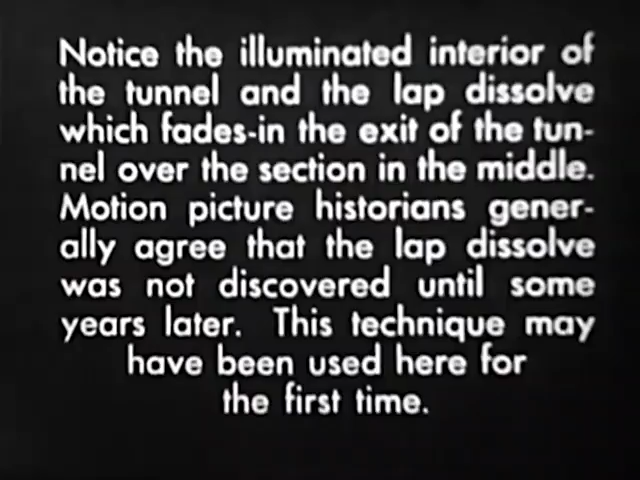 Notice the illuminated interior of
the tunnel and the lap dissolve
which fades-in the exit of the tun-
nel over the section in the middle.
Motion picture historians gener-
ally agree that the lap dissolve
was not discovered until some
years later. This technique may
have been used here for
the first time.